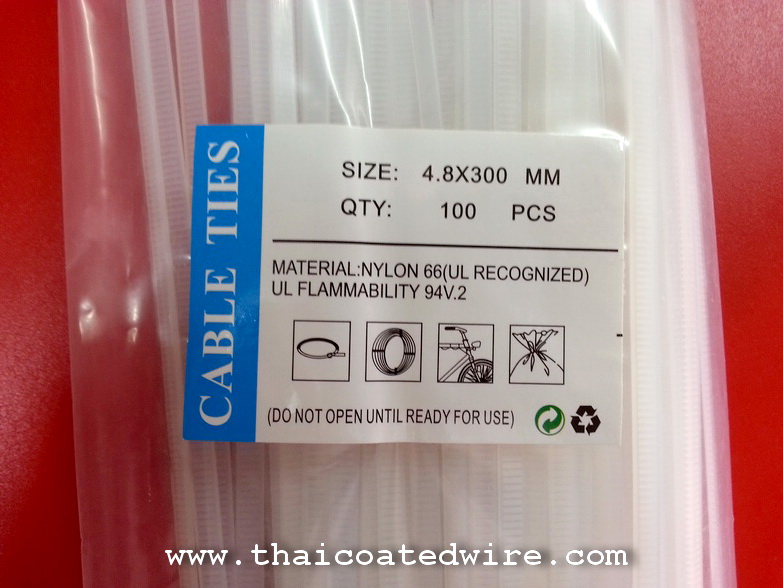 CABLE TIES
SIZE: 4.8X300 MM
QTY: 100 PCS
MATERIAL:NYLON 66(UL RECOGNIZED)
UL FLAMMABILITY 94V.2
(DO NOT OPEN UNTIL READY FOR USE)
www.thaicoatedwire.com